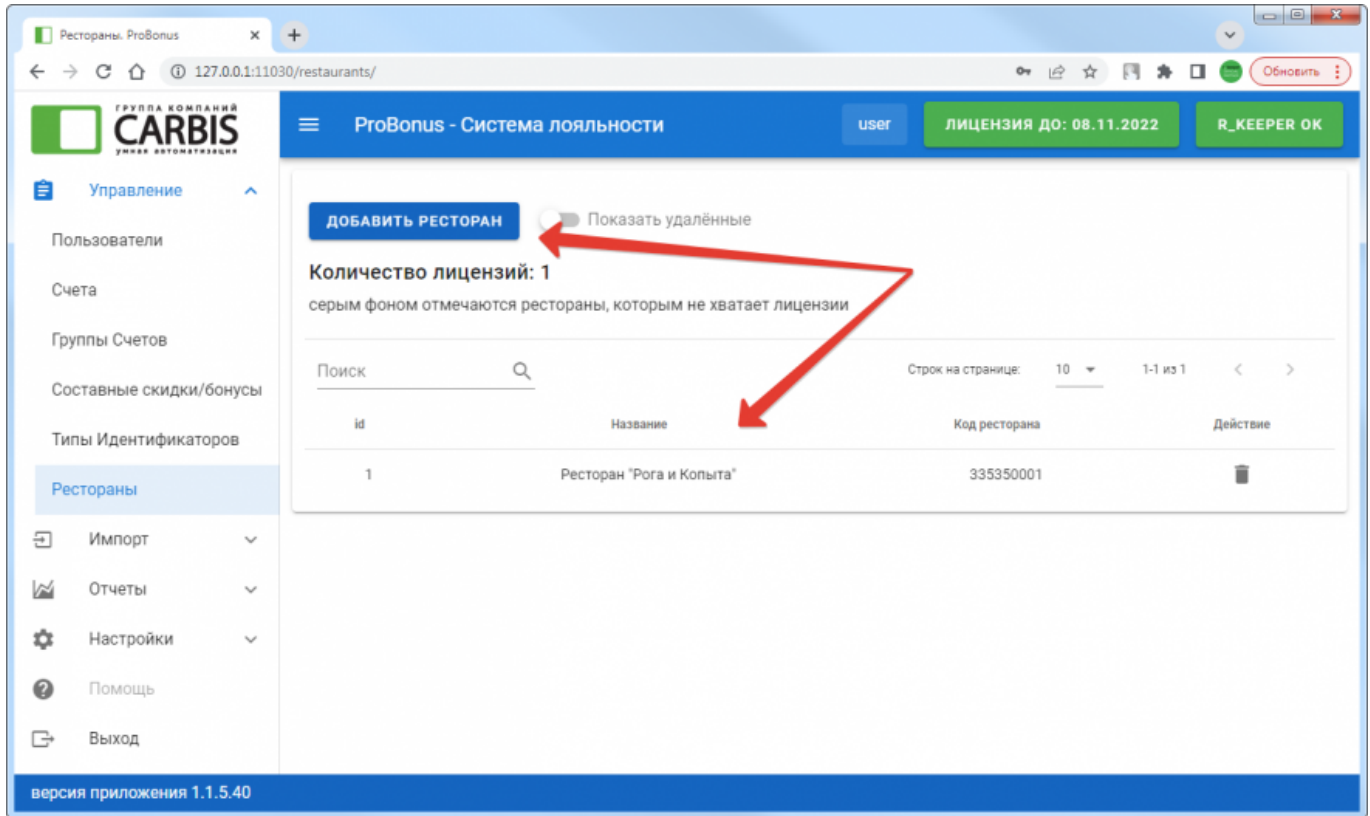 Рестораны. ProBonus
127.0.0.1:11030/restaurants/
Обновить
ГРУППА КОМПАНИЙ
CARBIS
умная автоматизация
ProBonus - Система лояльности
user
ЛИЦЕНЗИЯ ДО: 08.11.2022
R_KEEPER OK
Управление
Пользователи
Счета
Группы Счетов
Составные скидки/бонусы
Типы Идентификаторов
Рестораны
Импорт
Отчеты
Настройки
Помощь
Выход
ДОБАВИТЬ РЕСТОРАН
Показать удалённые
Количество лицензий: 1
серым фоном отмечаются рестораны, которым не хватает лицензии
Поиск
Строк на странице: 10 1-1 из 1
id Название Код ресторана Действие
1 Ресторан "Рога и Копыта" 335350001
версия приложения 1.1.5.40